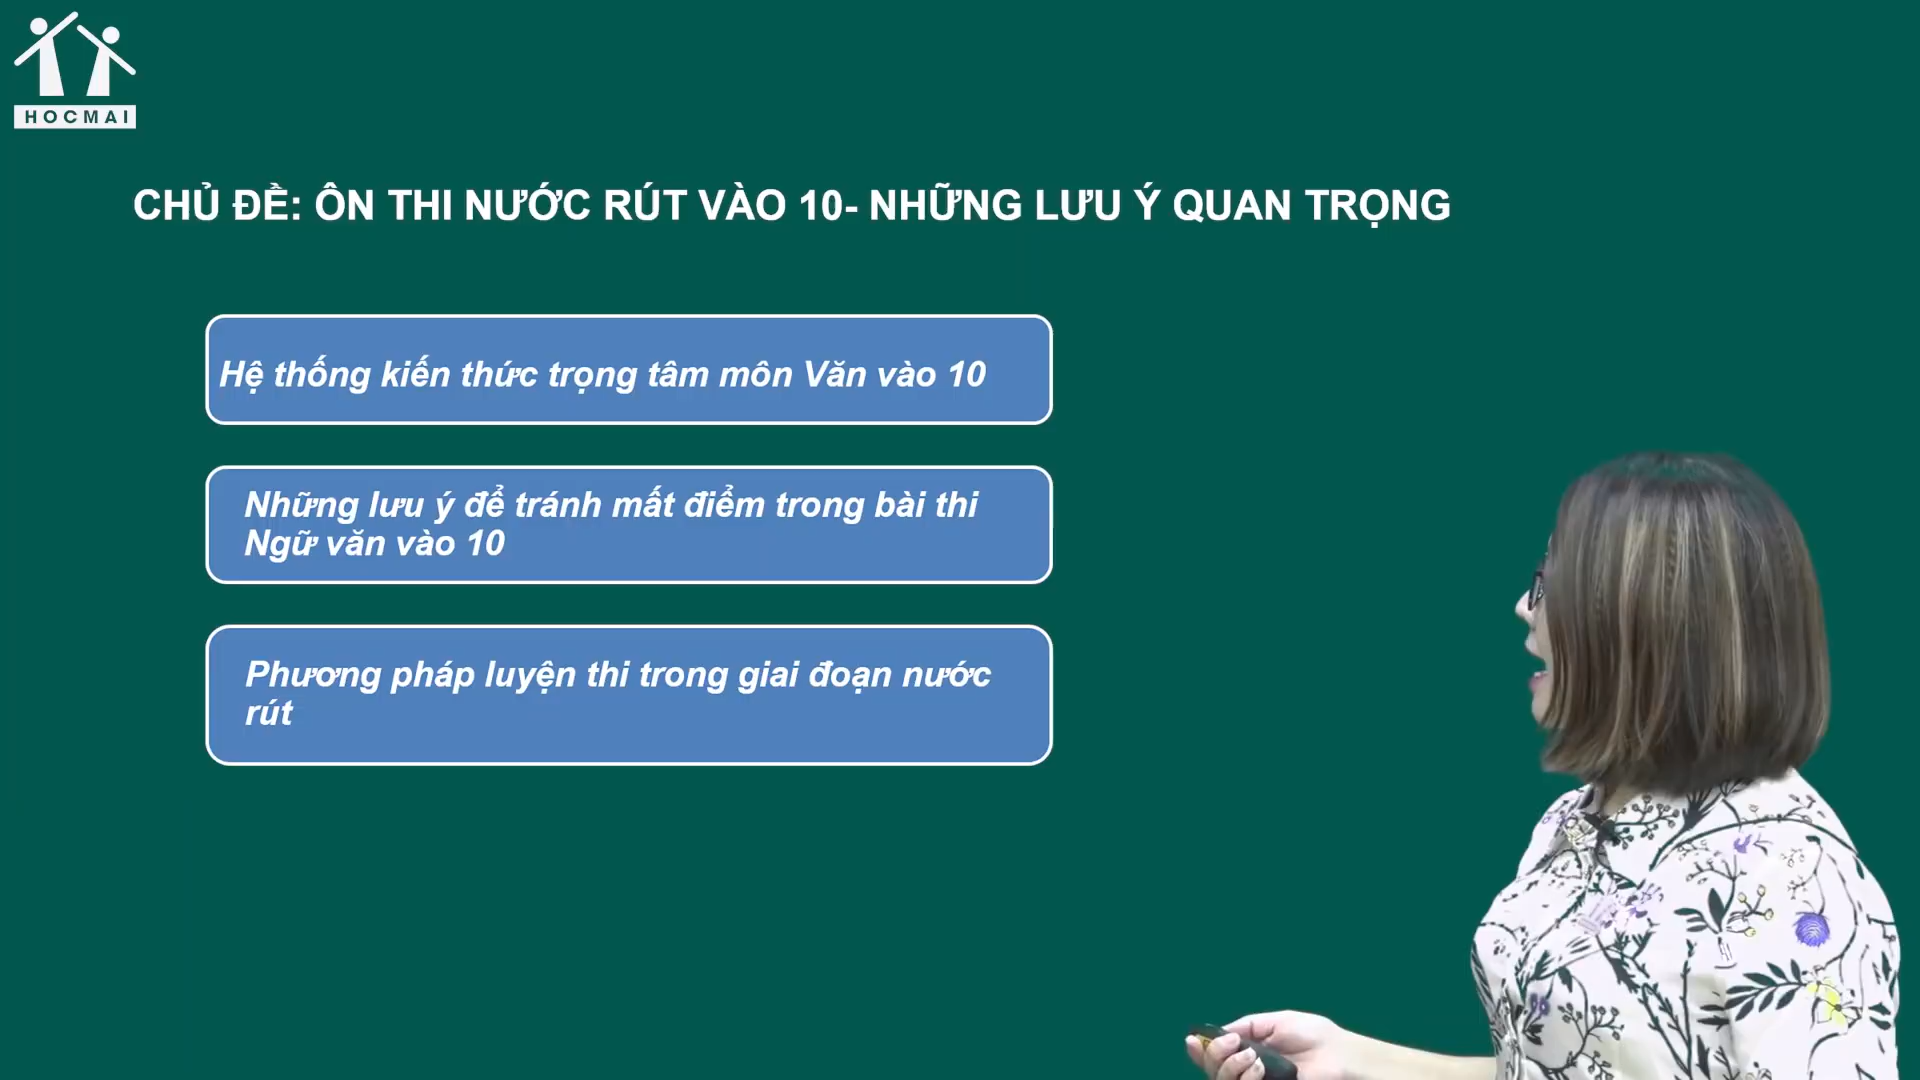 HOCMAI
CHỦ ĐỀ: ÔN THI NƯỚC RÚT VÀO 10- NHỮNG LƯU Ý QUAN TRỌNG
Hệ thống kiến thức trọng tâm môn Văn vào 10
Những lưu ý để tránh mất điểm trong bài thi
Ngữ văn vào 10
Phương pháp luyện thi trong giai đoạn nước
rút